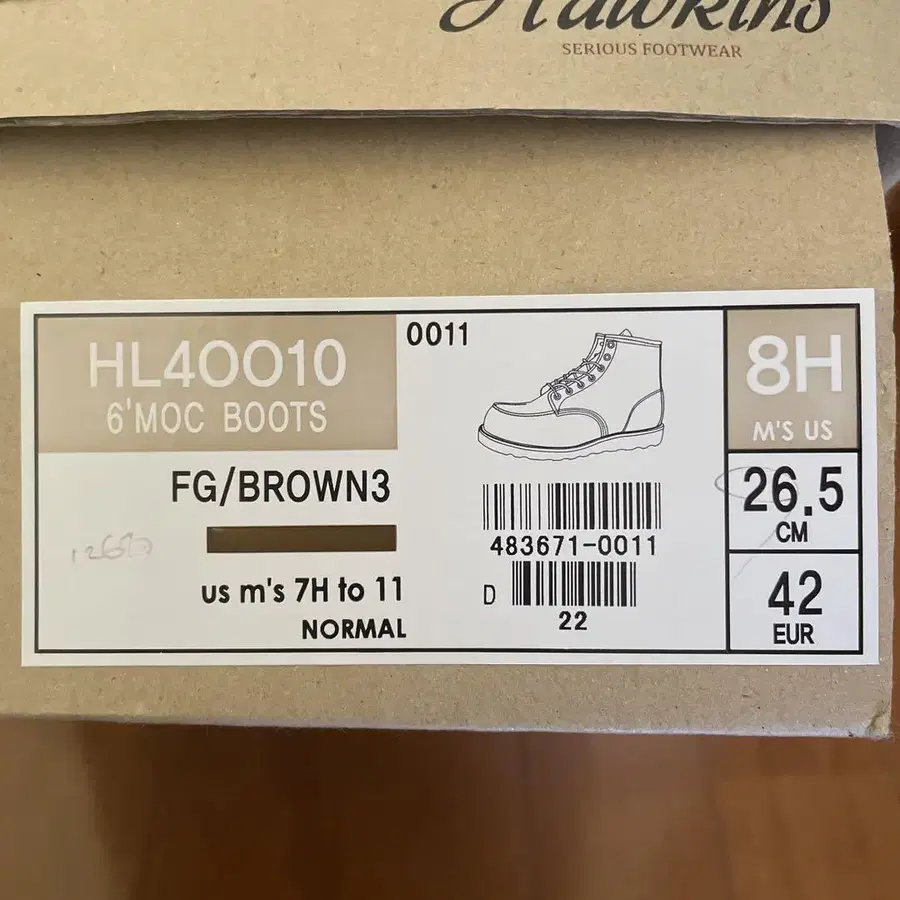 Hawkins
SERIOUS FOOTWEAR
HL40010
6'MOC BOOTS
0011
8H
M'S US
FG/BROWN3
26.5
CM
us m's 7H to 11
NORMAL
483671-0011
D
22
42
EUR